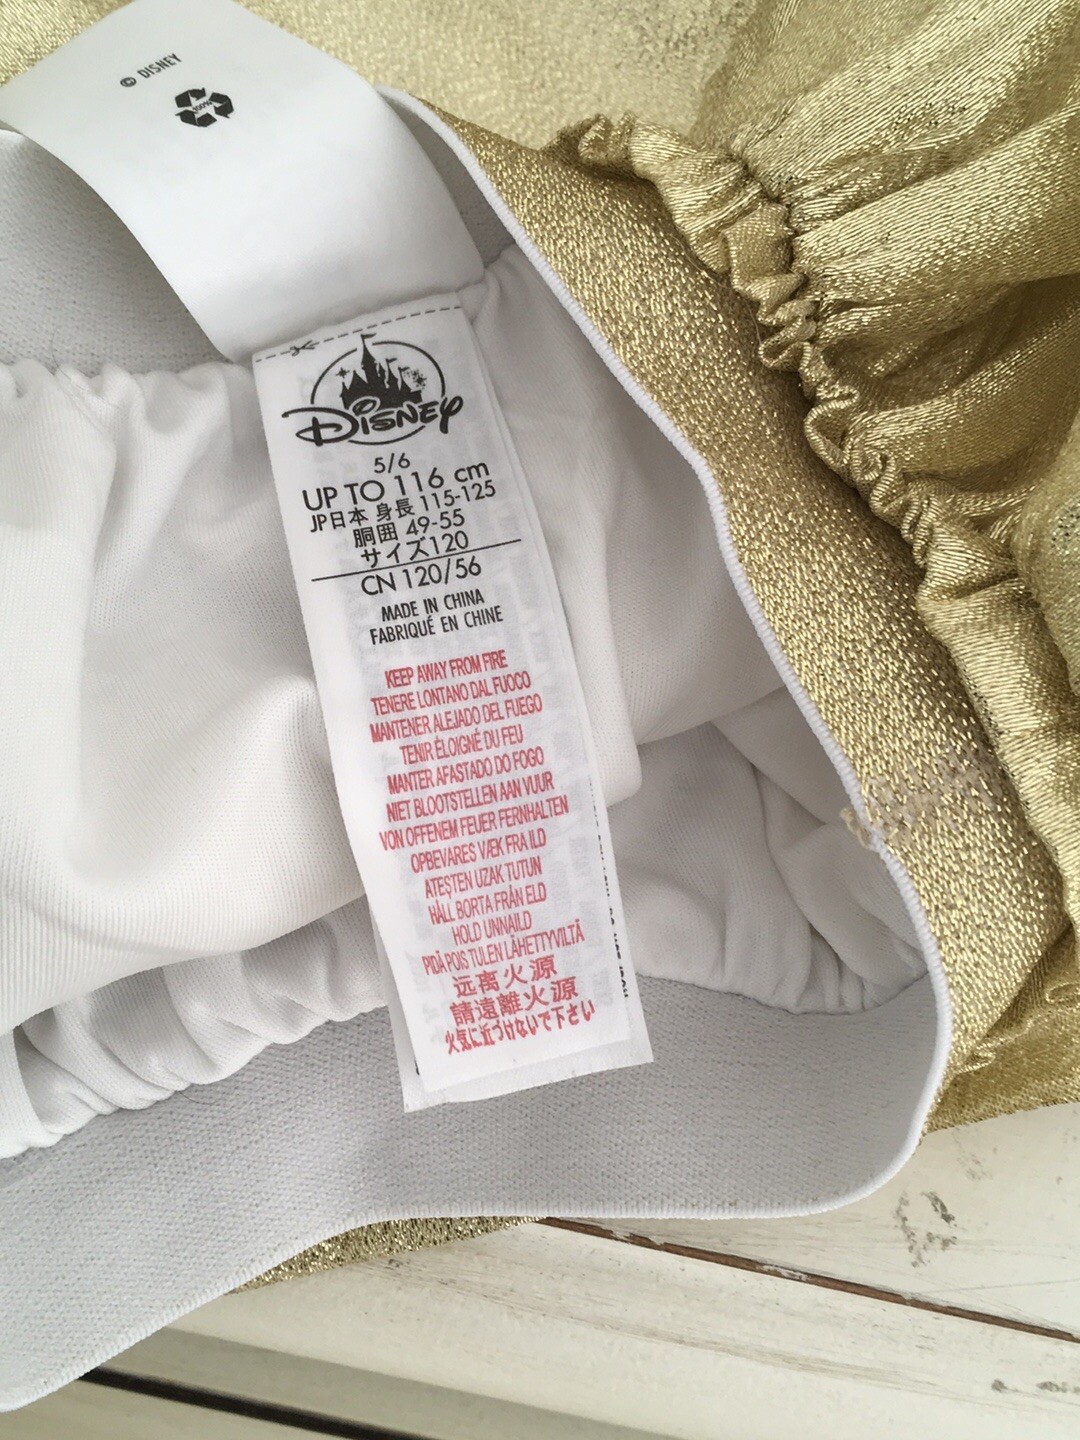 © DISNEY
DISNEY
5/6
UP TO 116 cm
JP日本 身長 115-125
胴囲 49-55
サイズ120
CN 120/56
MADE IN CHINA
FABRIQUÉ EN CHINE
KEEP AWAY FROM FIRE
TENERE LONTANO DAL FUOCO
MANTENER ALEJADO DEL FUEGO
TENIR ÉLOIGNÉ DU FEU
MANTER AFASTADO DO FOGO
NIET BLOOTSTELLEN AAN VUUR
VON OFFENEM FEUER FERNHALTEN
OPBEVARES VÆK FRA ILD
ATEŞTEN UZAK TUTUN
HÅLL BORTA FRÅN ELD
HOLD UNNA ILD
PIDÄ POIS TULEN LÄHETTYVILTÄ
远离火源
請遠離火源
火気に近づけないで下さい